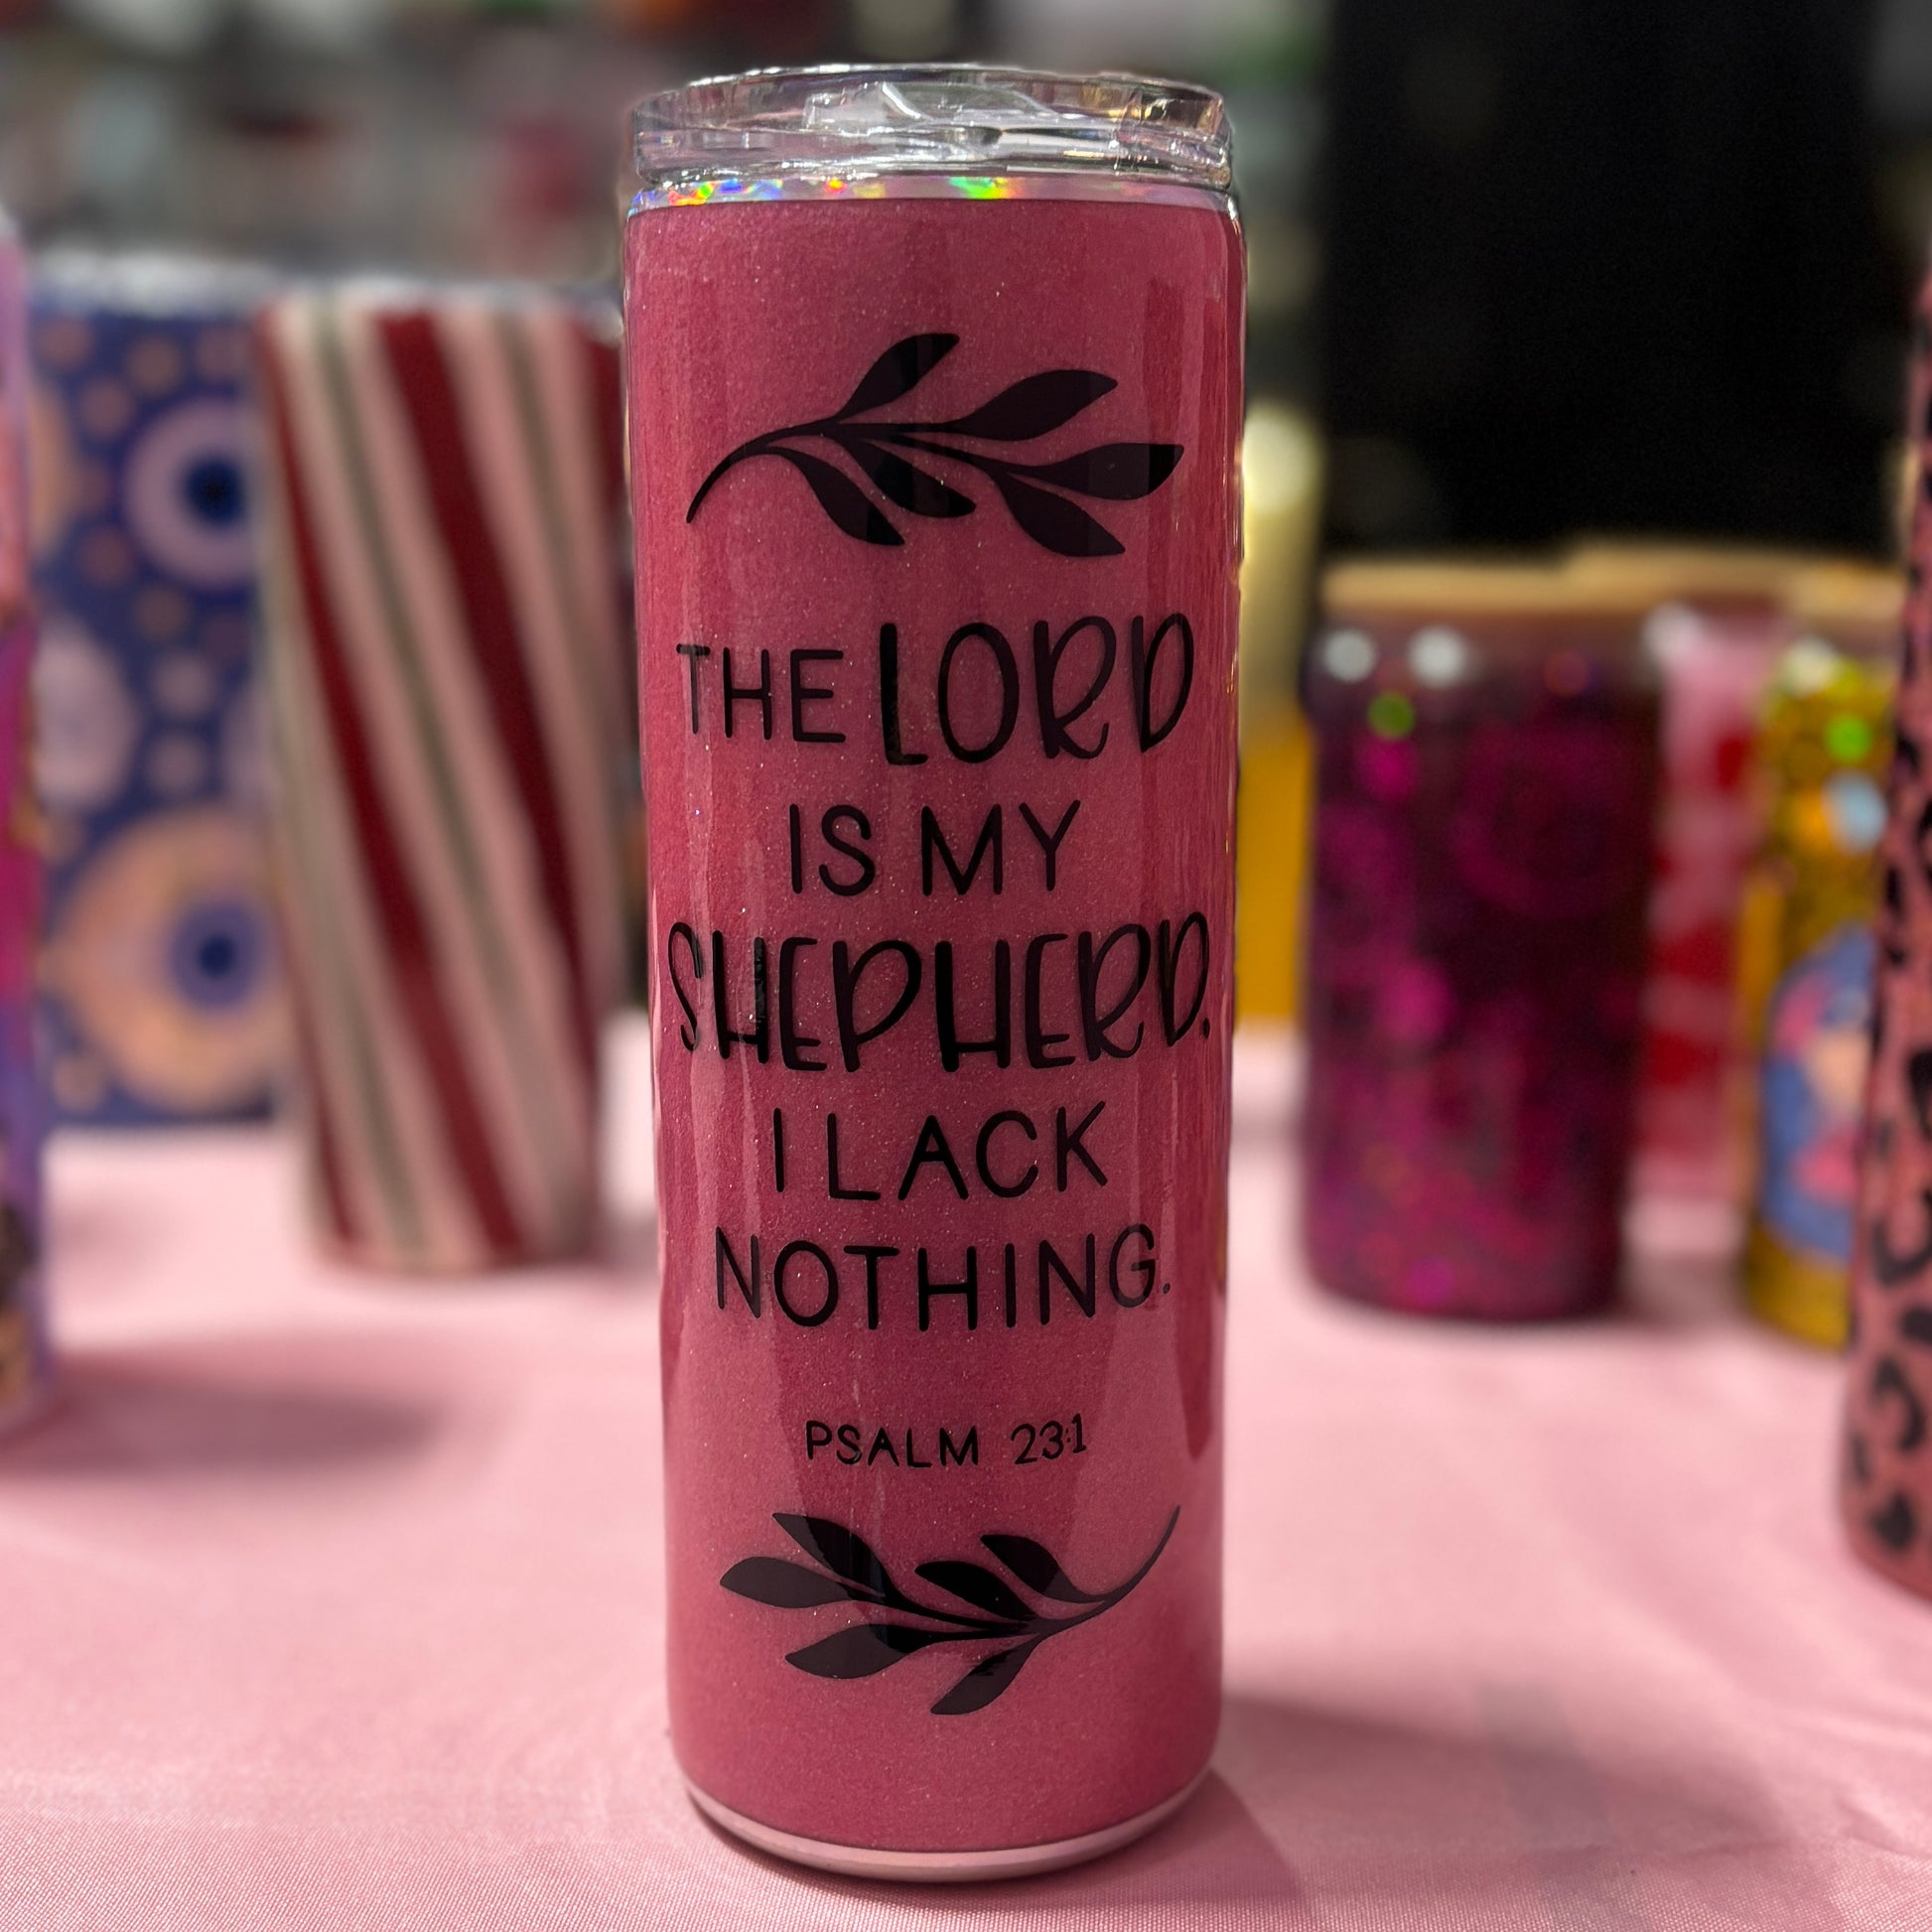 THE LORD
IS MY
SHEPHERD.
I LACK
NOTHING.
PSALM 23:1